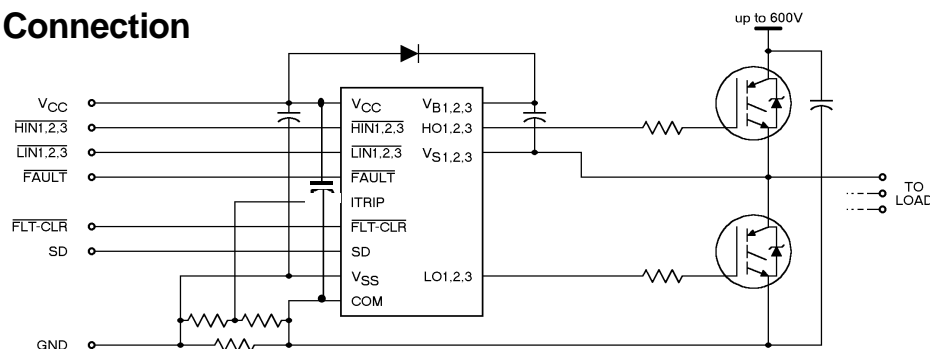 Connection
up to 600V
VCC
HIN1,2,3
LIN1,2,3
FAULT
FLT-CLR
SD
GND
VCC
HIN1,2,3
LIN1,2,3
FAULT
ITRIP
FLT-CLR
SD
VSS
COM
VB1,2,3
HO1,2,3
VS1,2,3
LO1,2,3
TO
LOAD